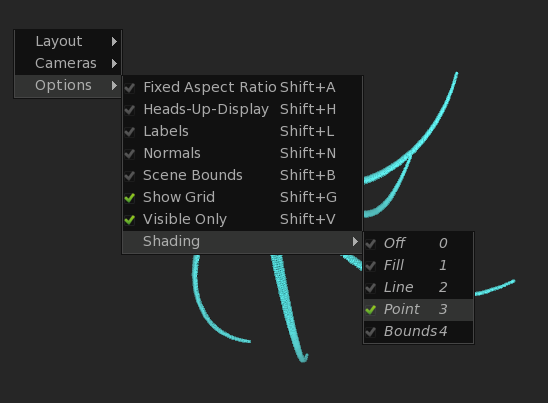 Layout
Cameras
Options
Fixed Aspect Ratio Shift+A
Heads-Up-Display Shift+H
Labels Shift+L
Normals Shift+N
Scene Bounds Shift+B
Show Grid Shift+G
Visible Only Shift+V
Shading
Off 0
Fill 1
Line 2
Point 3
Bounds 4